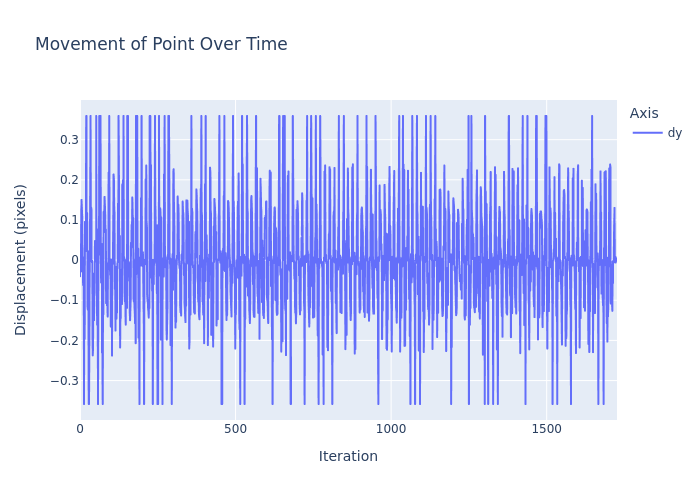 Movement of Point Over Time
Axis
dy
Displacement (pixels)
0.3
0.2
0.1
0
−0.1
−0.2
−0.3
0 500 1000 1500
Iteration